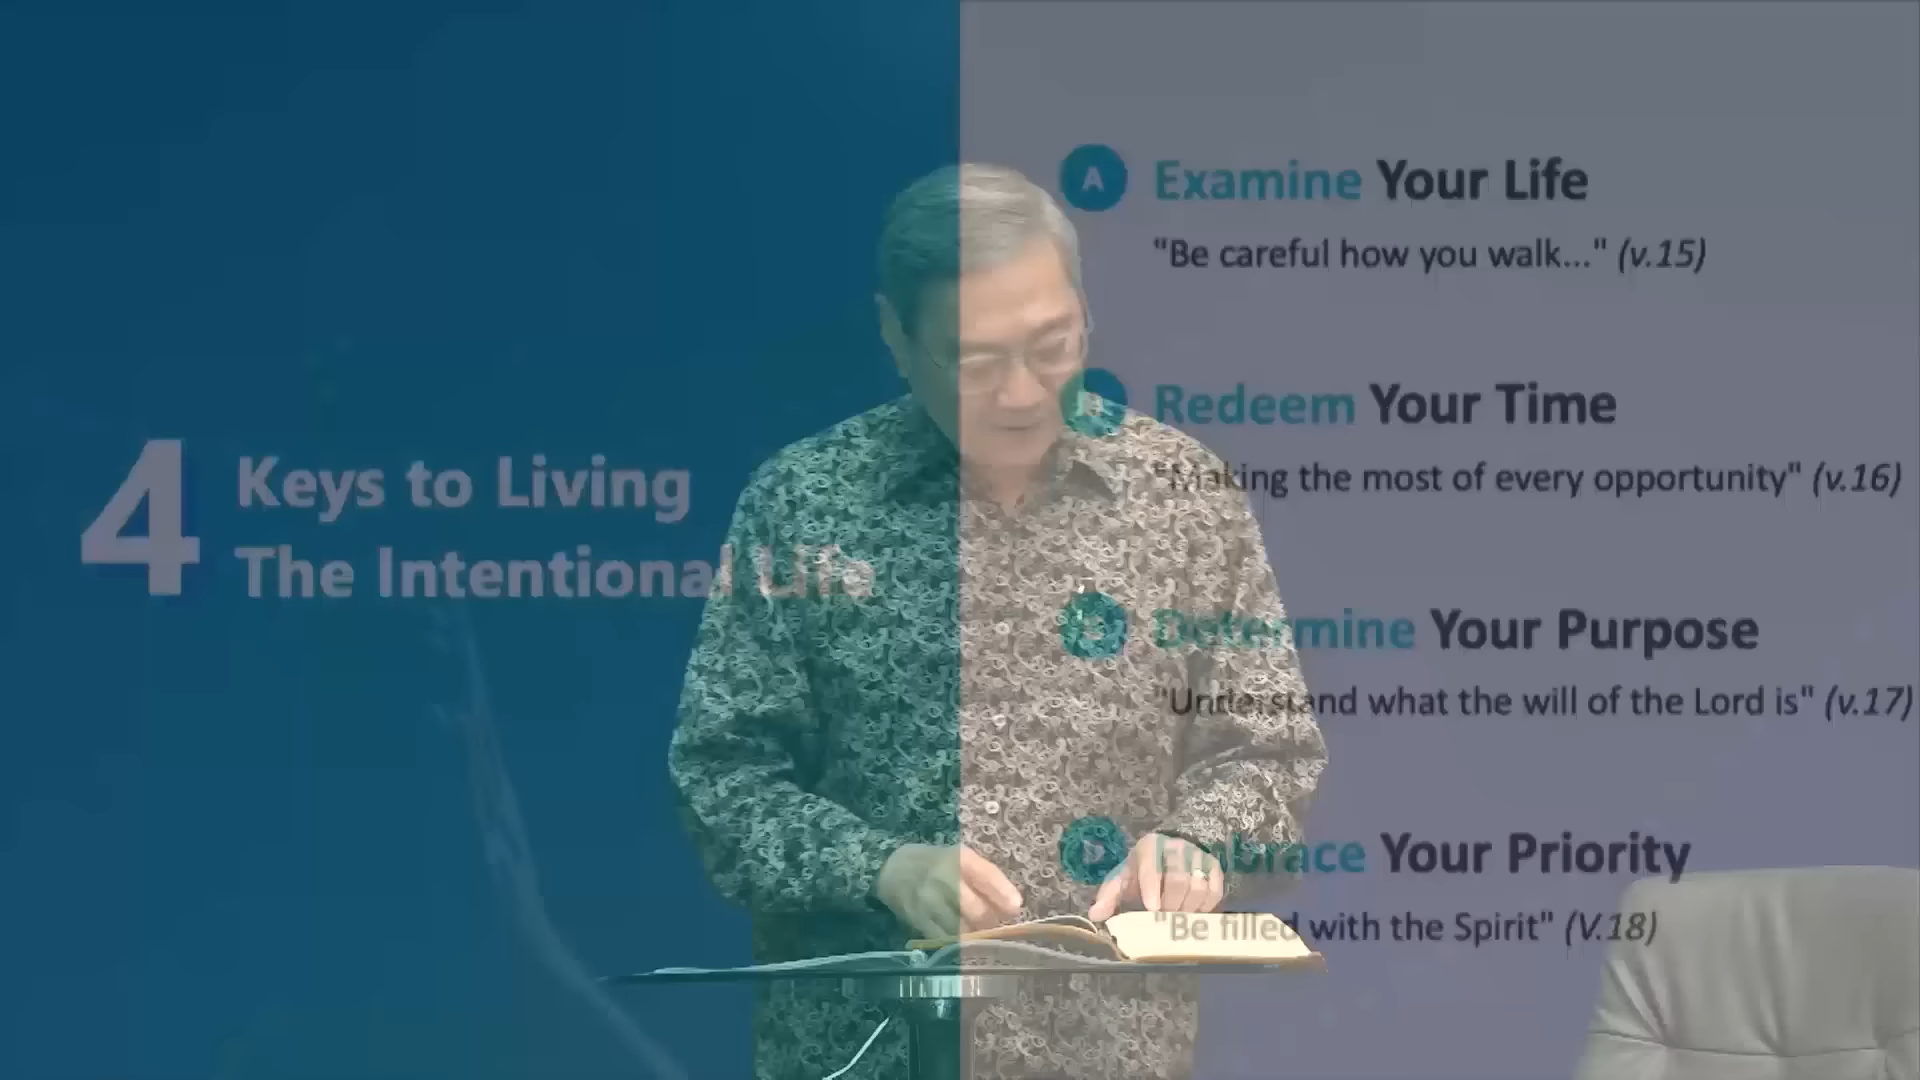 4
Keys to Living
The Intentional Life
A
Examine Your Life
"Be careful how you walk..." (v.15)
Redeem Your Time
"Making the most of every opportunity" (v.16)
Determine Your Purpose
"Understand what the will of the Lord is" (v.17)
D
Embrace Your Priority
"Be filled with the Spirit" (V.18)